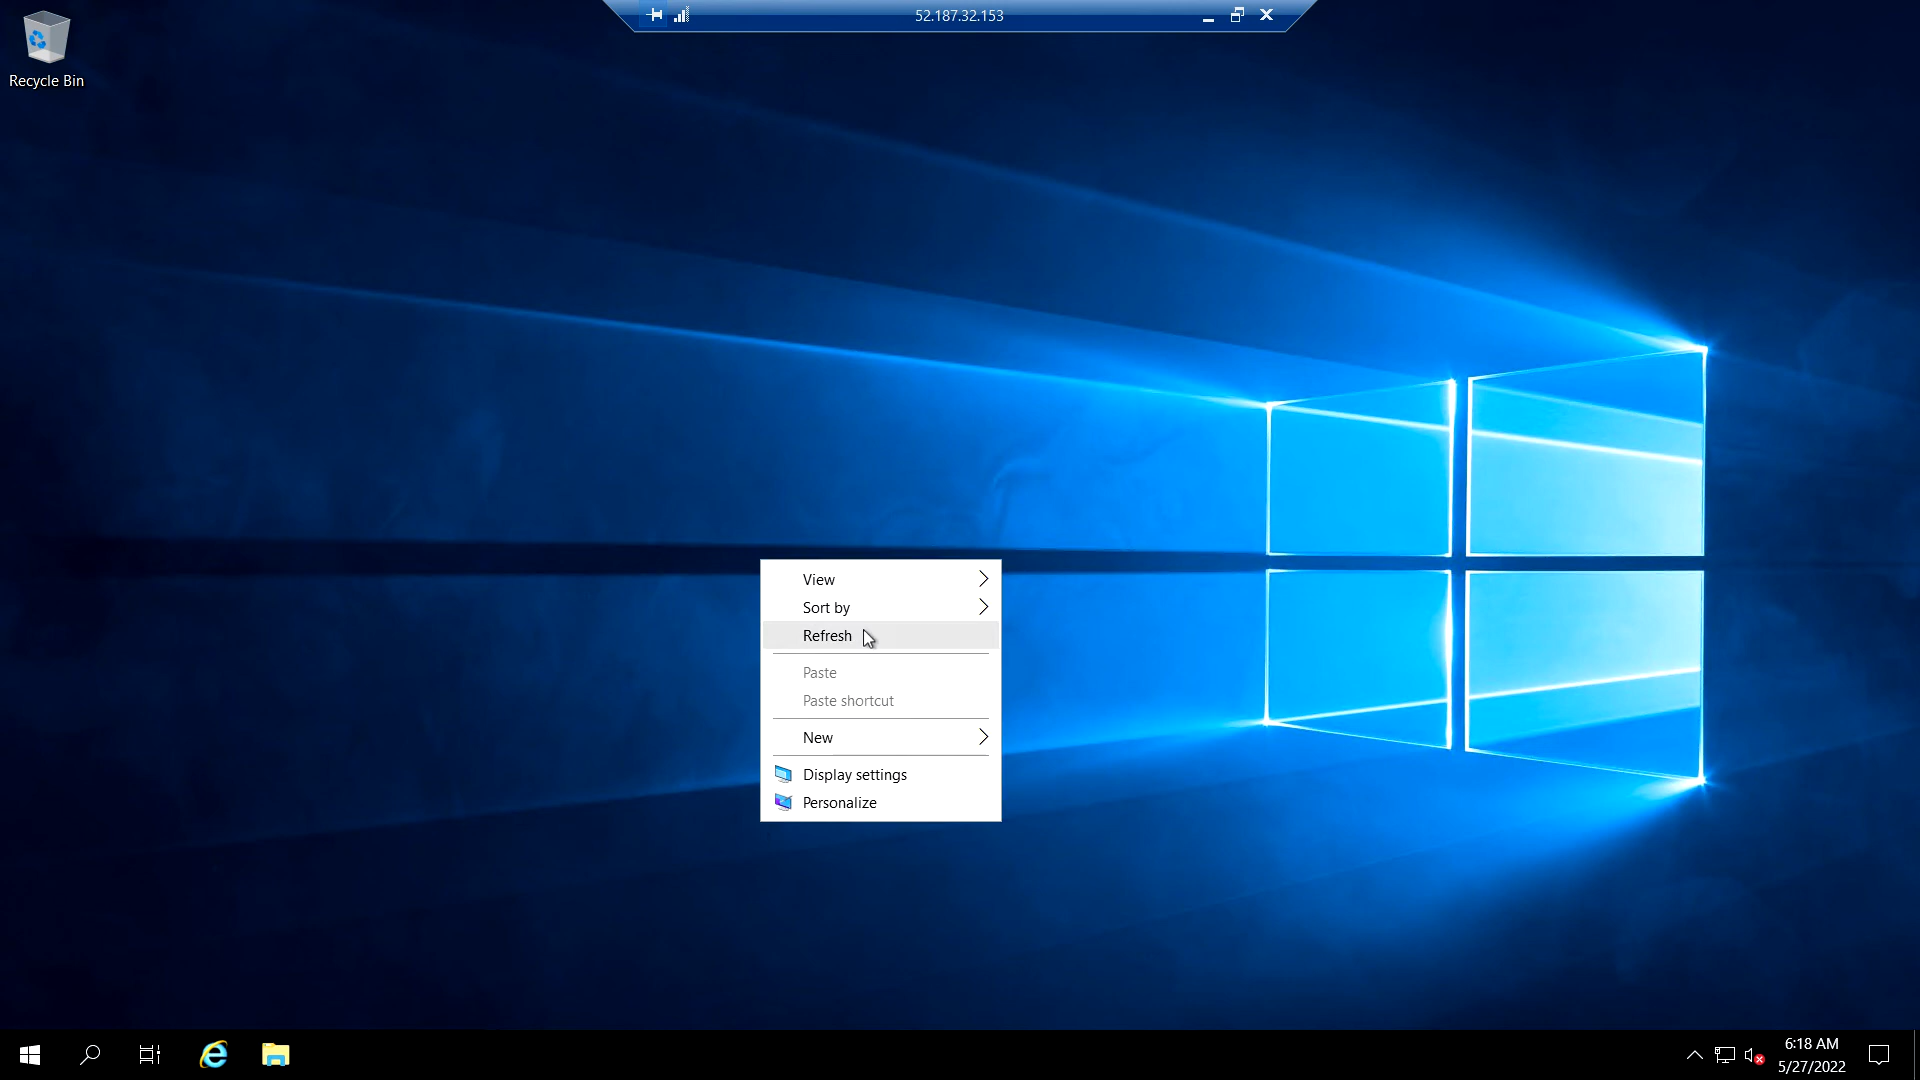 52.187.32.153
Recycle Bin
View
Sort by
Refresh
Paste
Paste shortcut
New
Display settings
Personalize
6:18 AM
5/27/2022